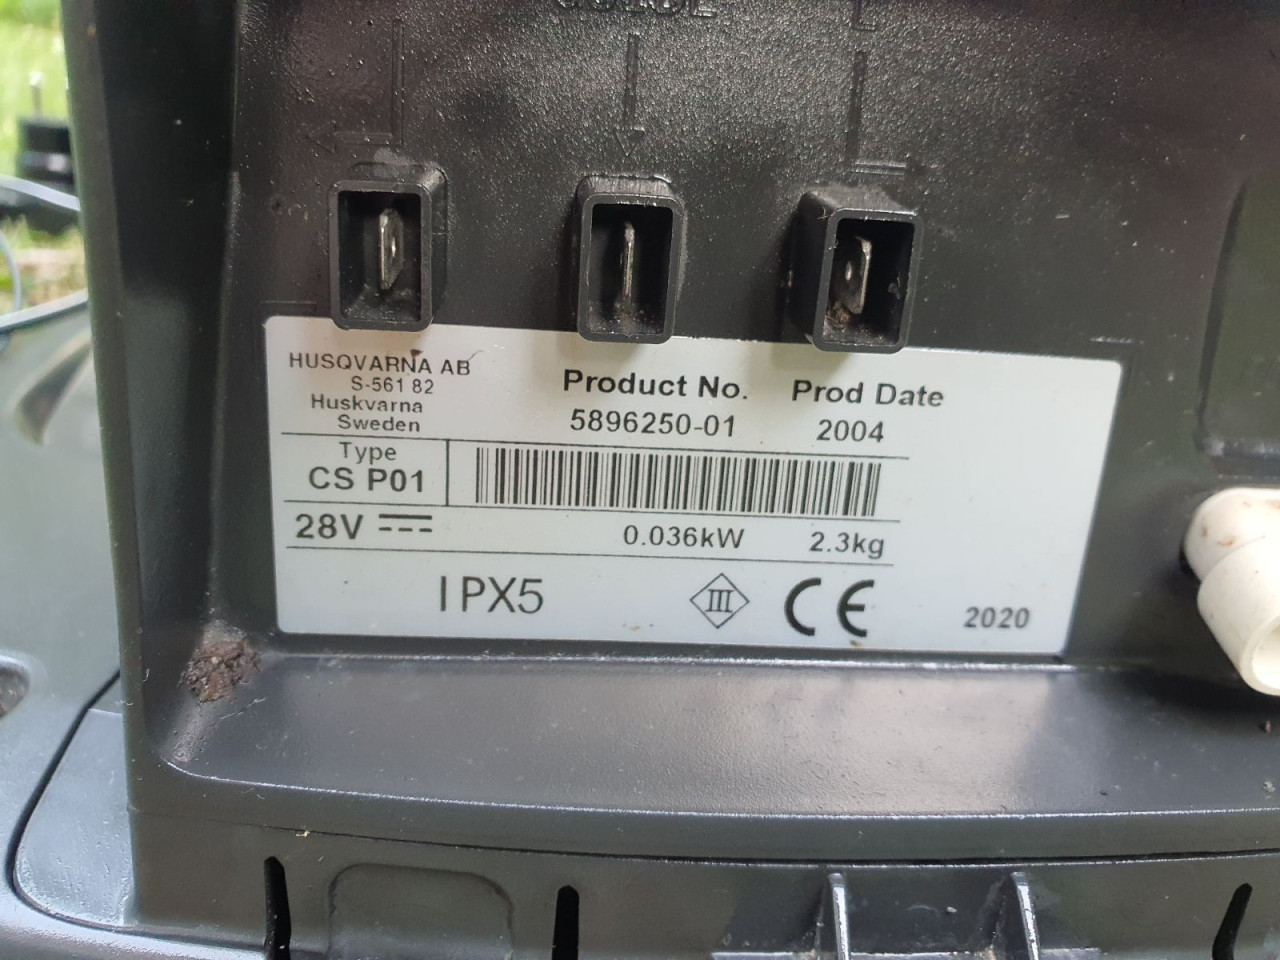 GUIDE
L
HUSQVARNA AB
S-561 82
Huskvarna
Sweden
Product No.
5896250-01
Prod Date
2004
Type
CS P01
28V
0.036kW
2.3kg
IPX5
III
CE
2020